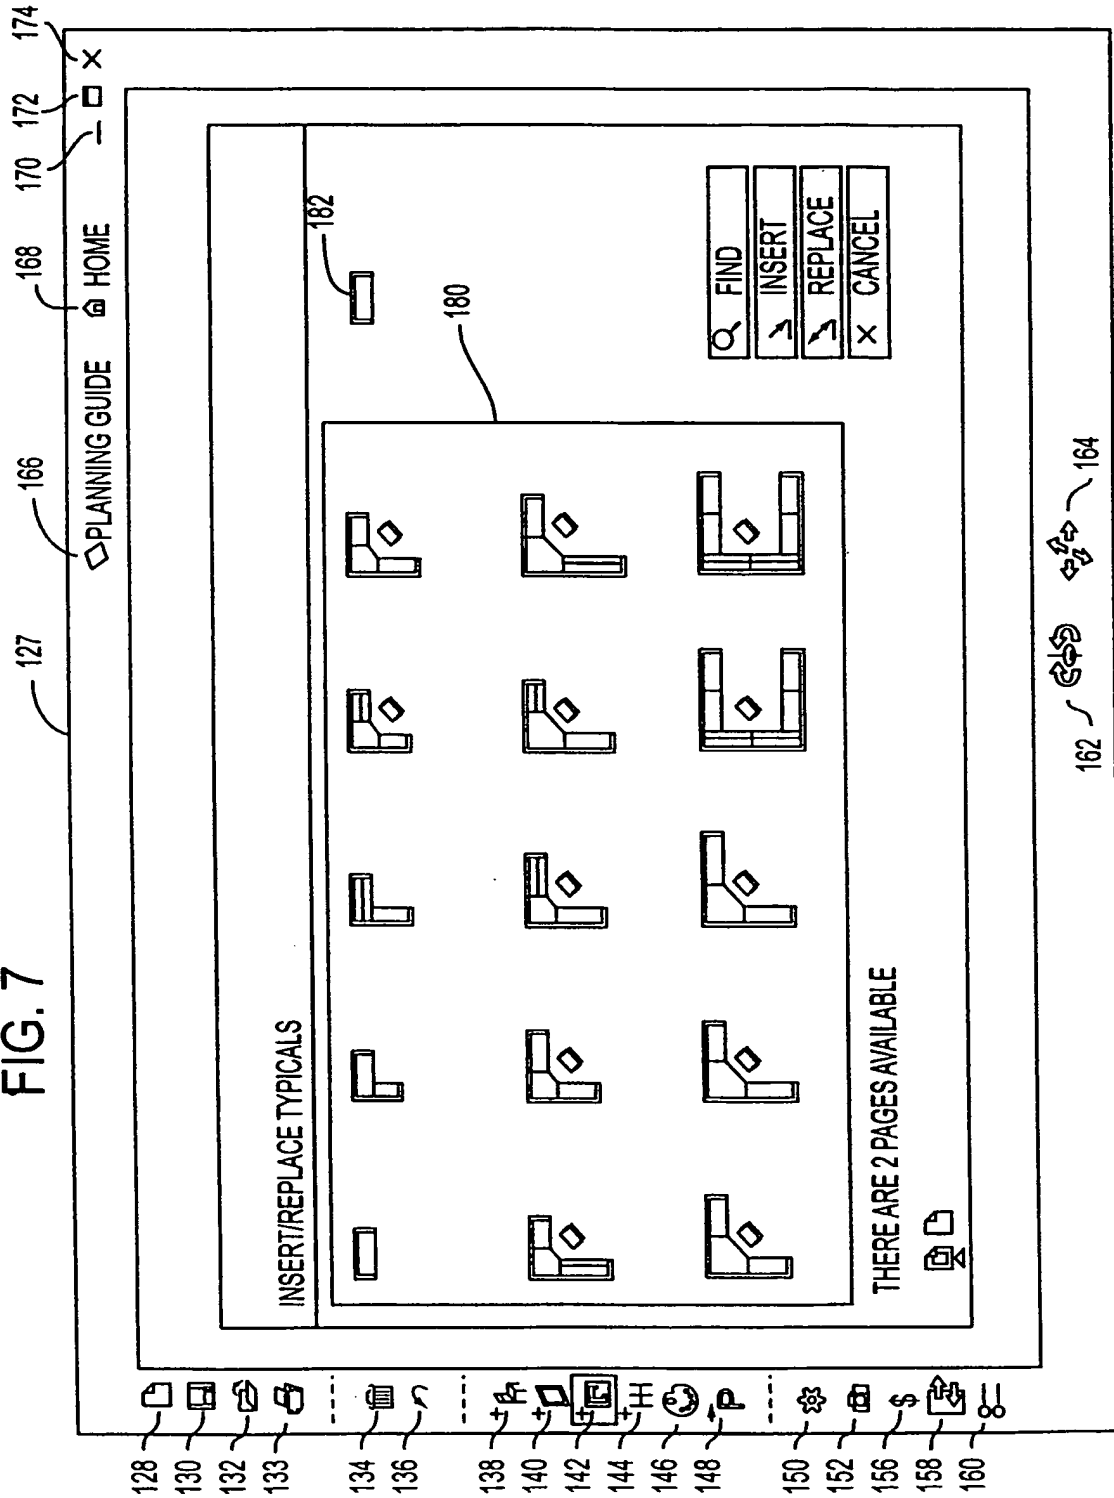 FIG. 7
127
166
168
170
172
174
PLANNING GUIDE
HOME
128
130
132
133
134
136
138
140
142
144
146
148
150
152
156
158
160
INSERT/REPLACE TYPICALS
182
180
FIND
INSERT
REPLACE
CANCEL
THERE ARE 2 PAGES AVAILABLE
162
164
P
$